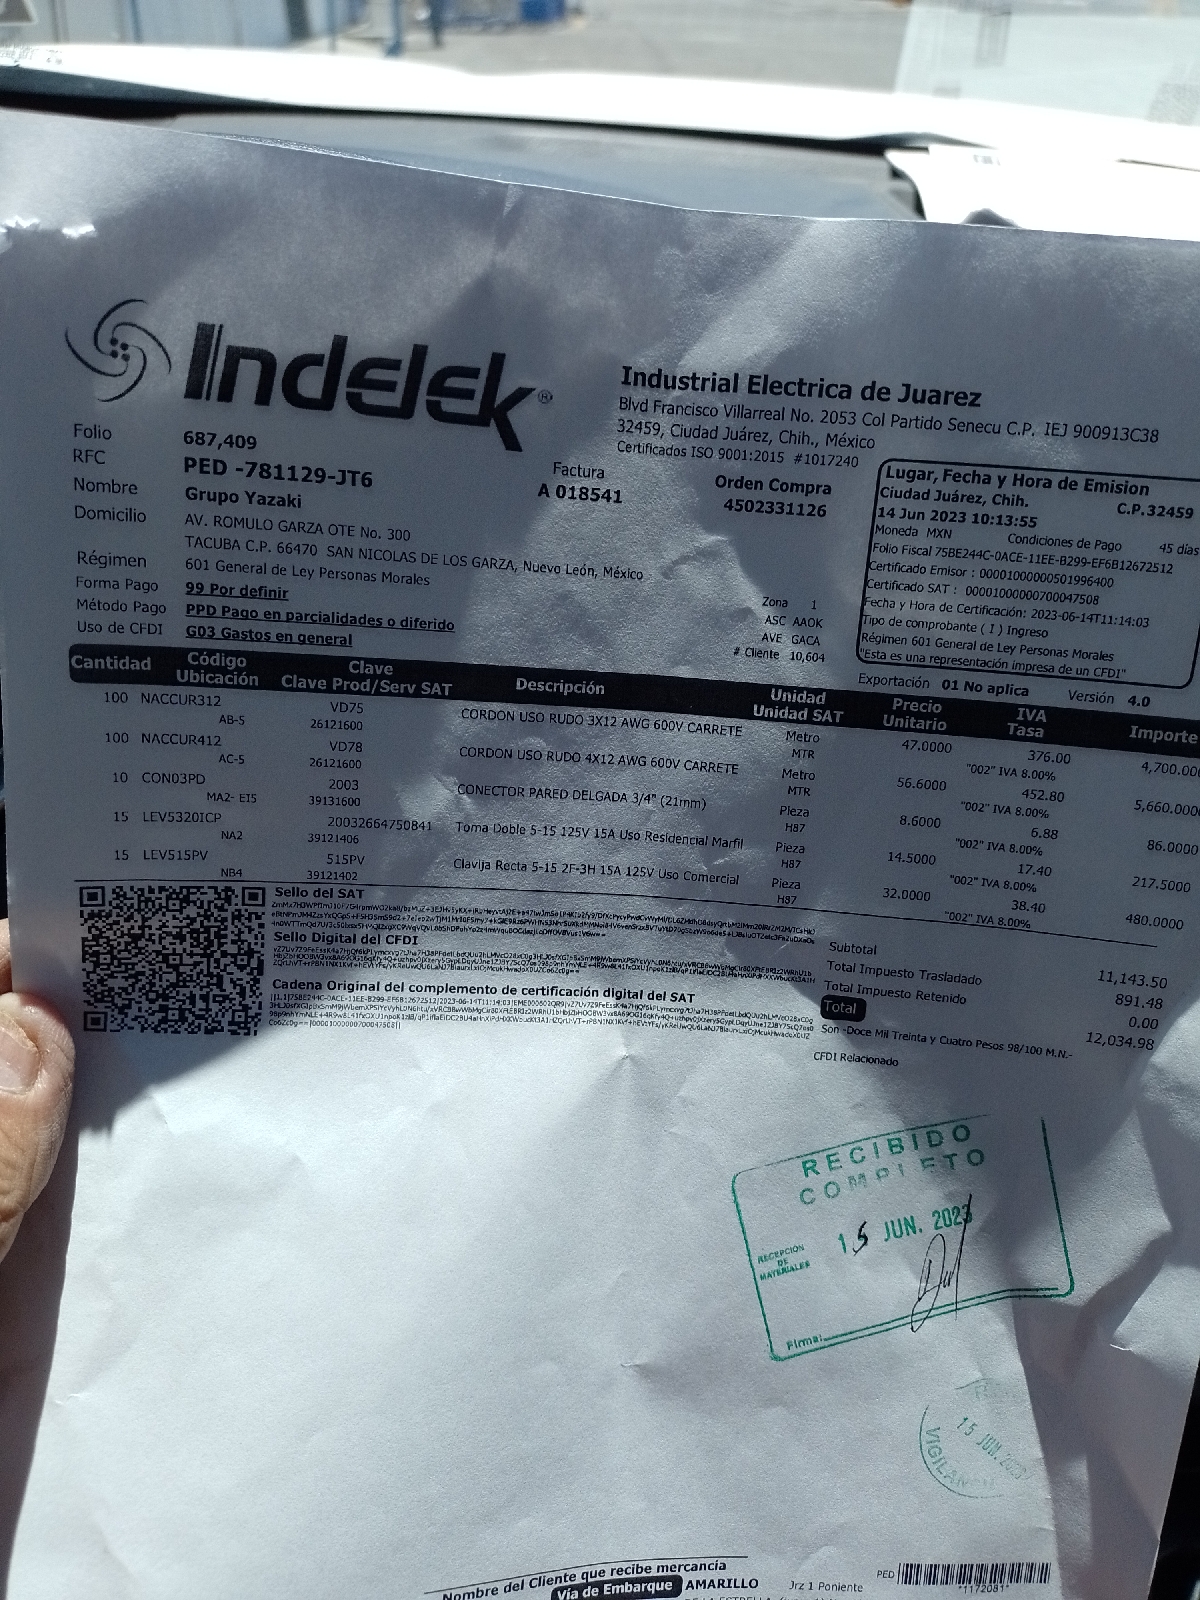 Indelek®
Industrial Electrica de Juarez
Blvd Francisco Villarreal No. 2053 Col Partido Senecu C.P. IEJ 900913C38
32459, Ciudad Juárez, Chih., México
Certificados ISO 9001:2015 #1017240
Folio 687,409
RFC PED -781129-JT6
Nombre Grupo Yazaki
Domicilio AV. ROMULO GARZA OTE No. 300
TACUBA C.P. 66470 SAN NICOLAS DE LOS GARZA, Nuevo León, México
Régimen 601 General de Ley Personas Morales
Forma Pago 99 Por definir
Método Pago PPD Pago en parcialidades o diferido
Uso de CFDI G03 Gastos en general
Factura
A 018541
Orden Compra
4502331126
Zona 1
ASC AAOK
AVE GACA
# Cliente 10,604
Lugar, Fecha y Hora de Emision
Ciudad Juárez, Chih. C.P.32459
14 Jun 2023 10:13:55
Moneda MXN Condiciones de Pago 45 días
Folio Fiscal 75BE244C-0ACE-11EE-B299-EF6B12672512
Certificado Emisor : 00001000000501996400
Certificado SAT : 00001000000700047508
Fecha y Hora de Certificación: 2023-06-14T11:14:03
Tipo de comprobante ( I ) Ingreso
Régimen 601 General de Ley Personas Morales
"Esta es una representación impresa de un CFDI"
Exportación 01 No aplica Versión 4.0
Cantidad Código Ubicación Clave Clave Prod/Serv SAT Descripción Unidad Unidad SAT Precio Unitario IVA Tasa Importe
100 NACCUR312 VD75 CORDON USO RUDO 3X12 AWG 600V CARRETE Metro 47.0000 376.00 4,700.000
AB-5 26121600 MTR "002" IVA 8.00%
100 NACCUR412 VD78 CORDON USO RUDO 4X12 AWG 600V CARRETE Metro 56.6000 452.80 5,660.0000
AC-5 26121600 MTR "002" IVA 8.00%
10 CON03PD 2003 CONECTOR PARED DELGADA 3/4" (21mm) Pieza 8.6000 6.88 86.0000
MA2- EI5 39131600 H87 "002" IVA 8.00%
15 LEV5320ICP 20032664750841 Toma Doble 5-15 125V 15A Uso Residencial Marfil Pieza 14.5000 17.40 217.5000
NA2 39121406 H87 "002" IVA 8.00%
15 LEV515PV 515PV Clavija Recta 5-15 2F-3H 15A 125V Uso Comercial Pieza 32.0000 38.40 480.0000
NB4 39121402 H87 "002" IVA 8.00%
Sello del SAT
Sello Digital del CFDI
Cadena Original del complemento de certificación digital del SAT
Subtotal 11,143.50
Total Impuesto Trasladado 891.48
Total Impuesto Retenido 0.00
Total 12,034.98
Son -Doce Mil Treinta y Cuatro Pesos 98/100 M.N.-
CFDI Relacionado
RECIBIDO
COMPLETO
15 JUN. 2023
RECEPCIÓN
DE
MATERIALES
Firma:
15 JUN. 2023
Nombre del Cliente que recibe mercancía
Vía de Embarque AMARILLO Jrz 1 Poniente
PED
*1172081*